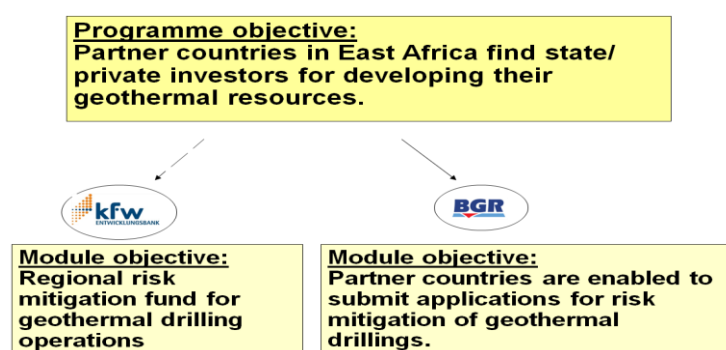 Programme objective:
Partner countries in East Africa find state/
private investors for developing their
geothermal resources.
kfw
ENTWICKLUNGSBANK
BGR
Module objective:
Regional risk
mitigation fund for
geothermal drilling
operations
Module objective:
Partner countries are enabled to
submit applications for risk
mitigation of geothermal
drillings.